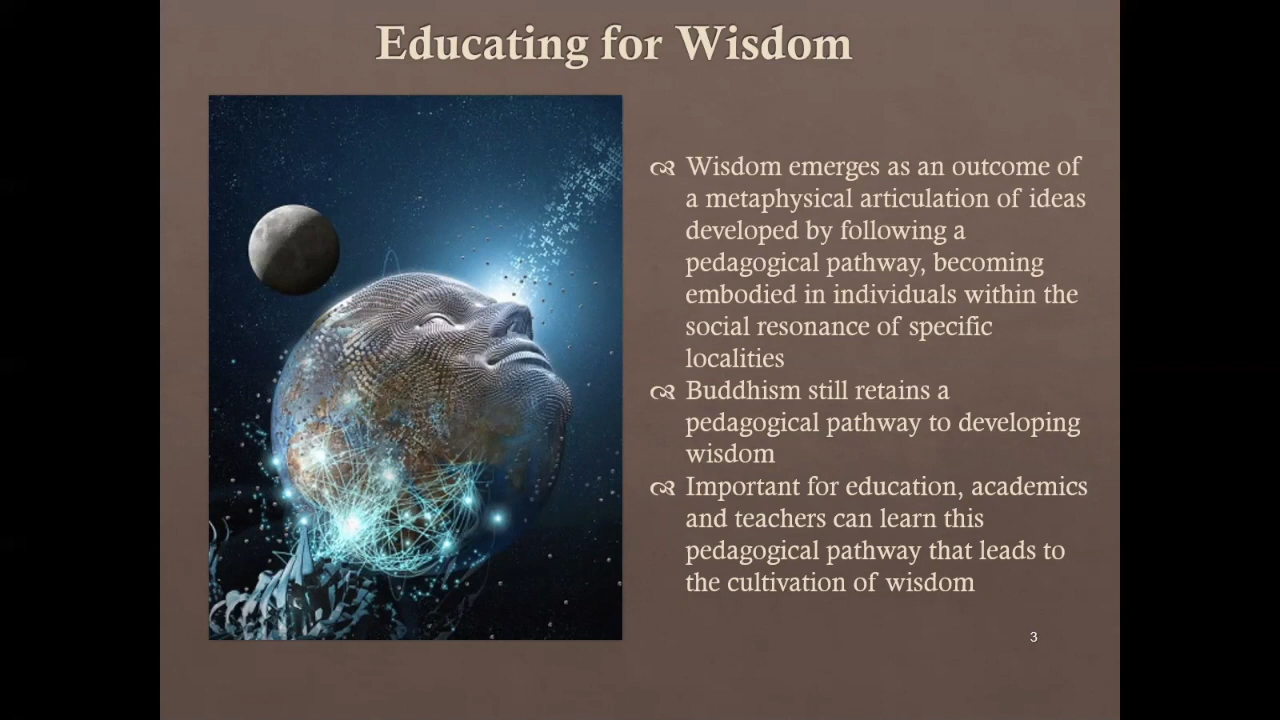 Educating for Wisdom
Wisdom emerges as an outcome of
a metaphysical articulation of ideas
developed by following a
pedagogical pathway, becoming
embodied in individuals within the
social resonance of specific
localities
Buddhism still retains a
pedagogical pathway to developing
wisdom
Important for education, academics
and teachers can learn this
pedagogical pathway that leads to
the cultivation of wisdom
3